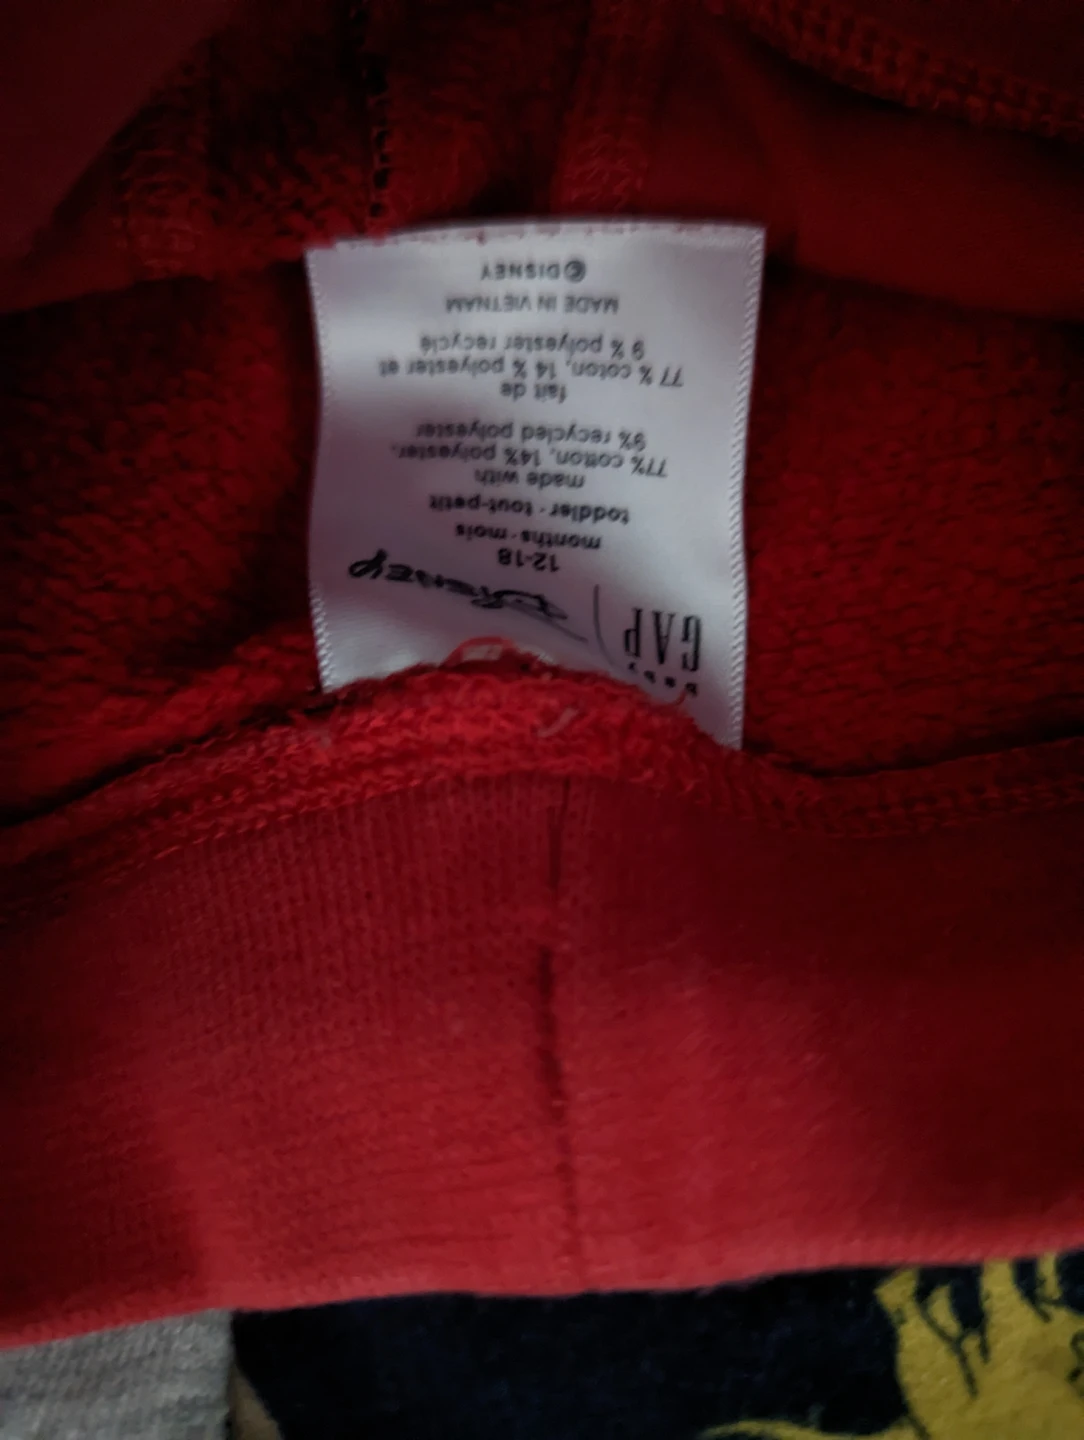 baby
GAP | Disney
12-18
months · mois
toddler · tout-petit
made with
77% cotton, 14% polyester,
9% recycled polyester
fait de
77 % coton, 14 % polyester et
9 % polyester recyclé
MADE IN VIETNAM
©DISNEY